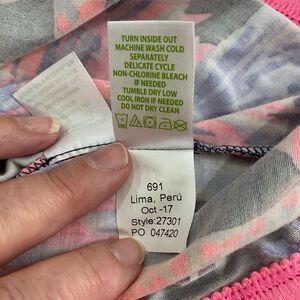 TURN INSIDE OUT
MACHINE WASH COLD
SEPARATELY
DELICATE CYCLE
NON-CHLORINE BLEACH
IF NEEDED
TUMBLE DRY LOW
COOL IRON IF NEEDED
DO NOT DRY CLEAN
691
Lima, Perú
Oct -17
Style:27301
PO 047420